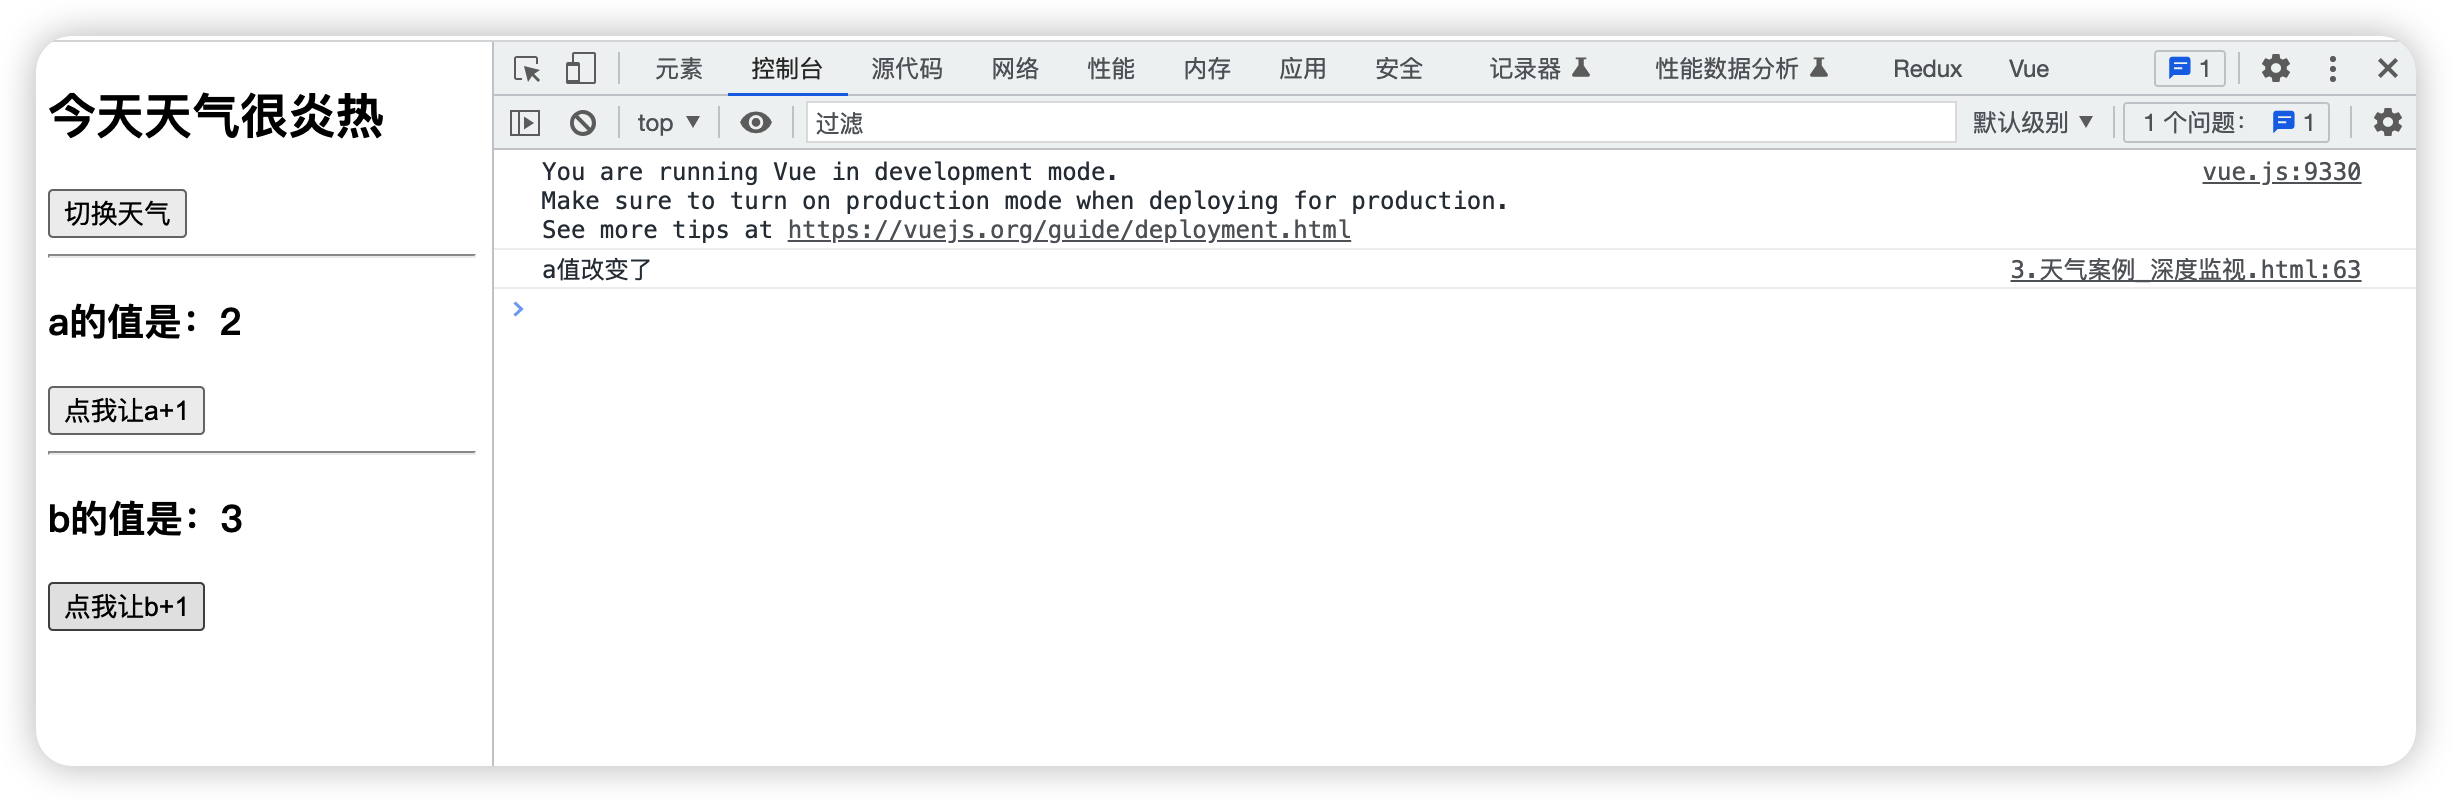 今天天气很炎热
切换天气
a的值是：2
点我让a+1
b的值是：3
点我让b+1
元素 控制台 源代码 网络 性能 内存 应用 安全 记录器 性能数据分析 Redux Vue 1
top 过滤 默认级别 1 个问题： 1
You are running Vue in development mode. vue.js:9330
Make sure to turn on production mode when deploying for production.
See more tips at https://vuejs.org/guide/deployment.html
a值改变了 3.天气案例_深度监视.html:63